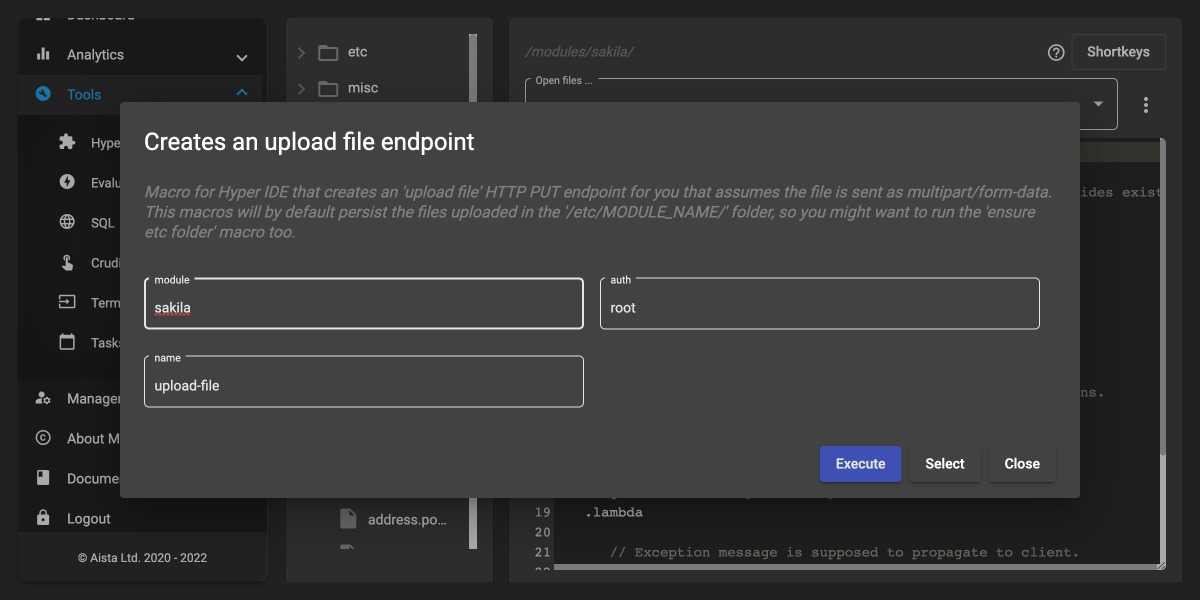 Dashboard
Analytics
Tools
Hype
Evalu
SQL
Crudi
Term
Tasks
Manager
About M
Docume
Logout
© Aista Ltd. 2020 - 2022
etc
misc
address.po...
/modules/sakila/
Shortkeys
Open files ...
ides exist
ns.
19 .lambda
20
21 // Exception message is supposed to propagate to client.
Creates an upload file endpoint
Macro for Hyper IDE that creates an 'upload file' HTTP PUT endpoint for you that assumes the file is sent as multipart/form-data.
This macros will by default persist the files uploaded in the '/etc/MODULE_NAME/' folder, so you might want to run the 'ensure
etc folder' macro too.
module
sakila
auth
root
name
upload-file
Execute
Select
Close